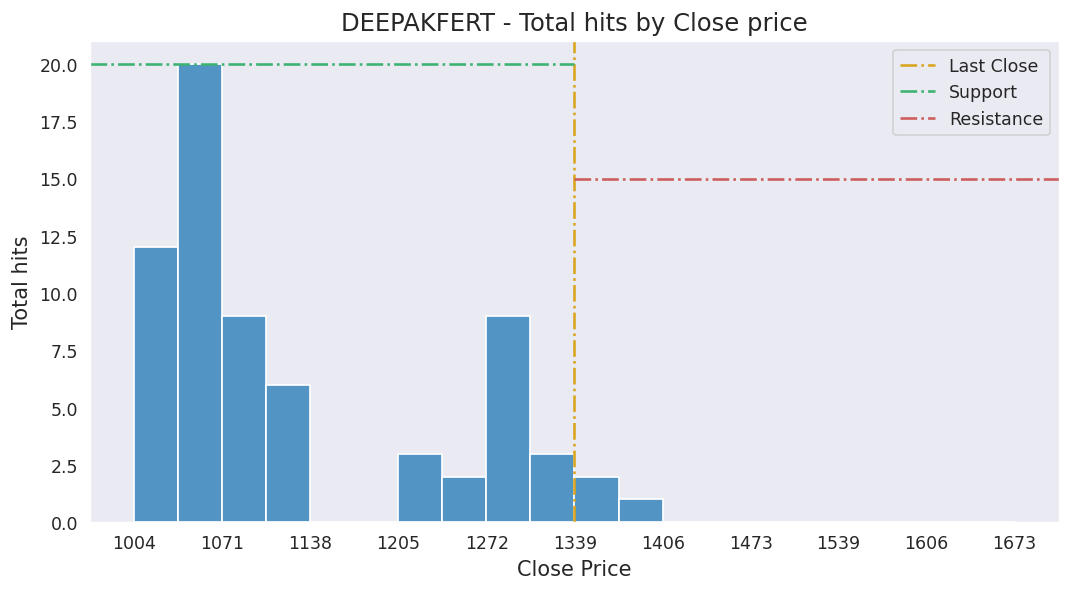 DEEPAKFERT - Total hits by Close price
Last Close
Support
Resistance
Total hits
20.0
17.5
15.0
12.5
10.0
7.5
5.0
2.5
0.0
1004 1071 1138 1205 1272 1339 1406 1473 1539 1606 1673
Close Price